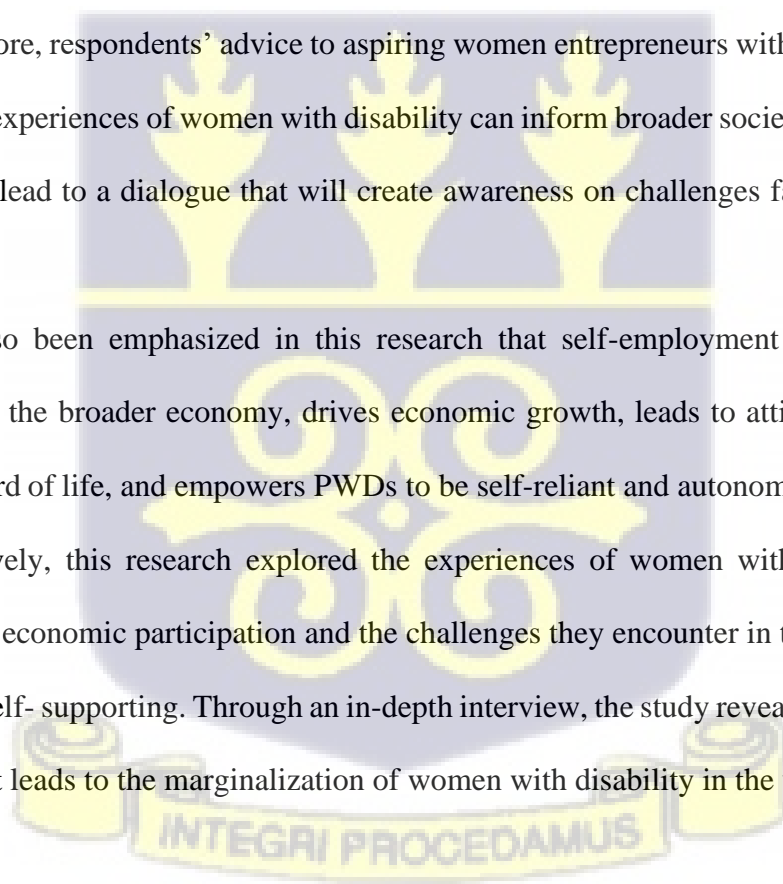 ore, respondents’ advice to aspiring women entrepreneurs with
experiences of women with disability can inform broader socie
lead to a dialogue that will create awareness on challenges fa
so been emphasized in this research that self-employment
the broader economy, drives economic growth, leads to atti
rd of life, and empowers PWDs to be self-reliant and autonom
vely, this research explored the experiences of women with
economic participation and the challenges they encounter in t
elf- supporting. Through an in-depth interview, the study revea
t leads to the marginalization of women with disability in the
INTEGRI PROCEDAMUS